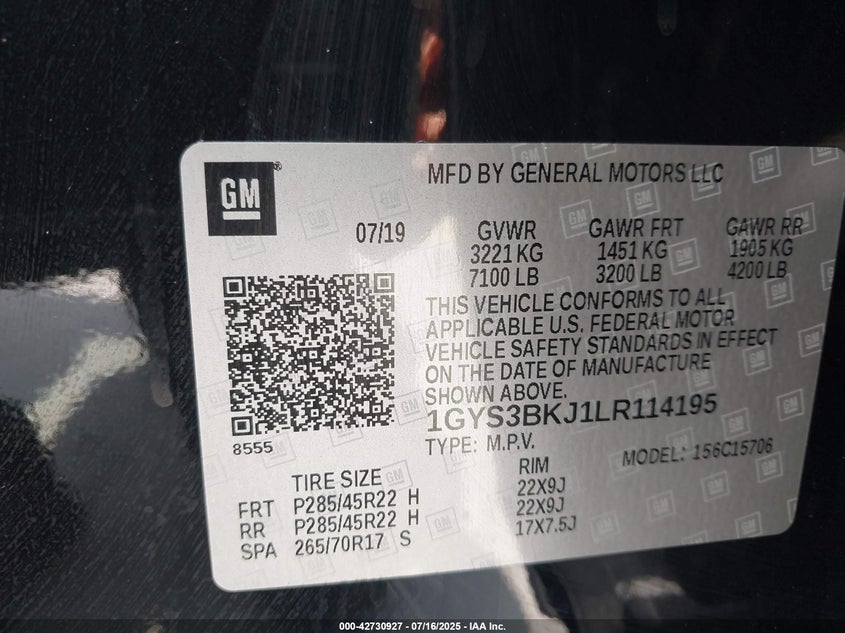 GM
MFD BY GENERAL MOTORS LLC
07/19
GVWR GAWR FRT GAWR RR
3221 KG 1451 KG 1905 KG
7100 LB 3200 LB 4200 LB
THIS VEHICLE CONFORMS TO ALL
APPLICABLE U.S. FEDERAL MOTOR
VEHICLE SAFETY STANDARDS IN EFFECT
ON THE DATE OF MANUFACTURE
SHOWN ABOVE.
1GYS3BKJ1LR114195
TYPE: M.P.V. MODEL: 156C15706
8555
TIRE SIZE RIM
FRT P285/45R22 H 22X9J
RR P285/45R22 H 22X9J
SPA 265/70R17 S 17X7.5J
000-42730927 - 07/16/2025 - IAA Inc.